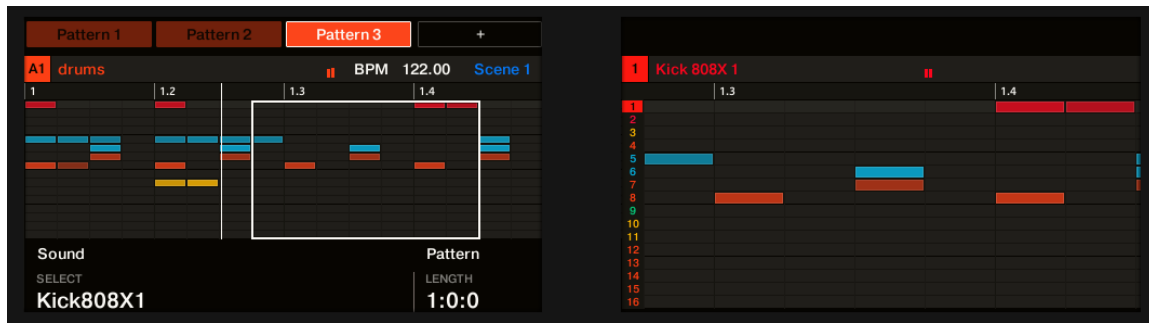 Pattern 1 Pattern 2 Pattern 3 +
A1 drums BPM 122.00 Scene 1
1 1.2 1.3 1.4
Sound Pattern
SELECT LENGTH
Kick808X1 1:0:0
1 Kick 808X 1
1.3 1.4
1
2
3
4
5
6
7
8
9
10
11
12
13
14
15
16